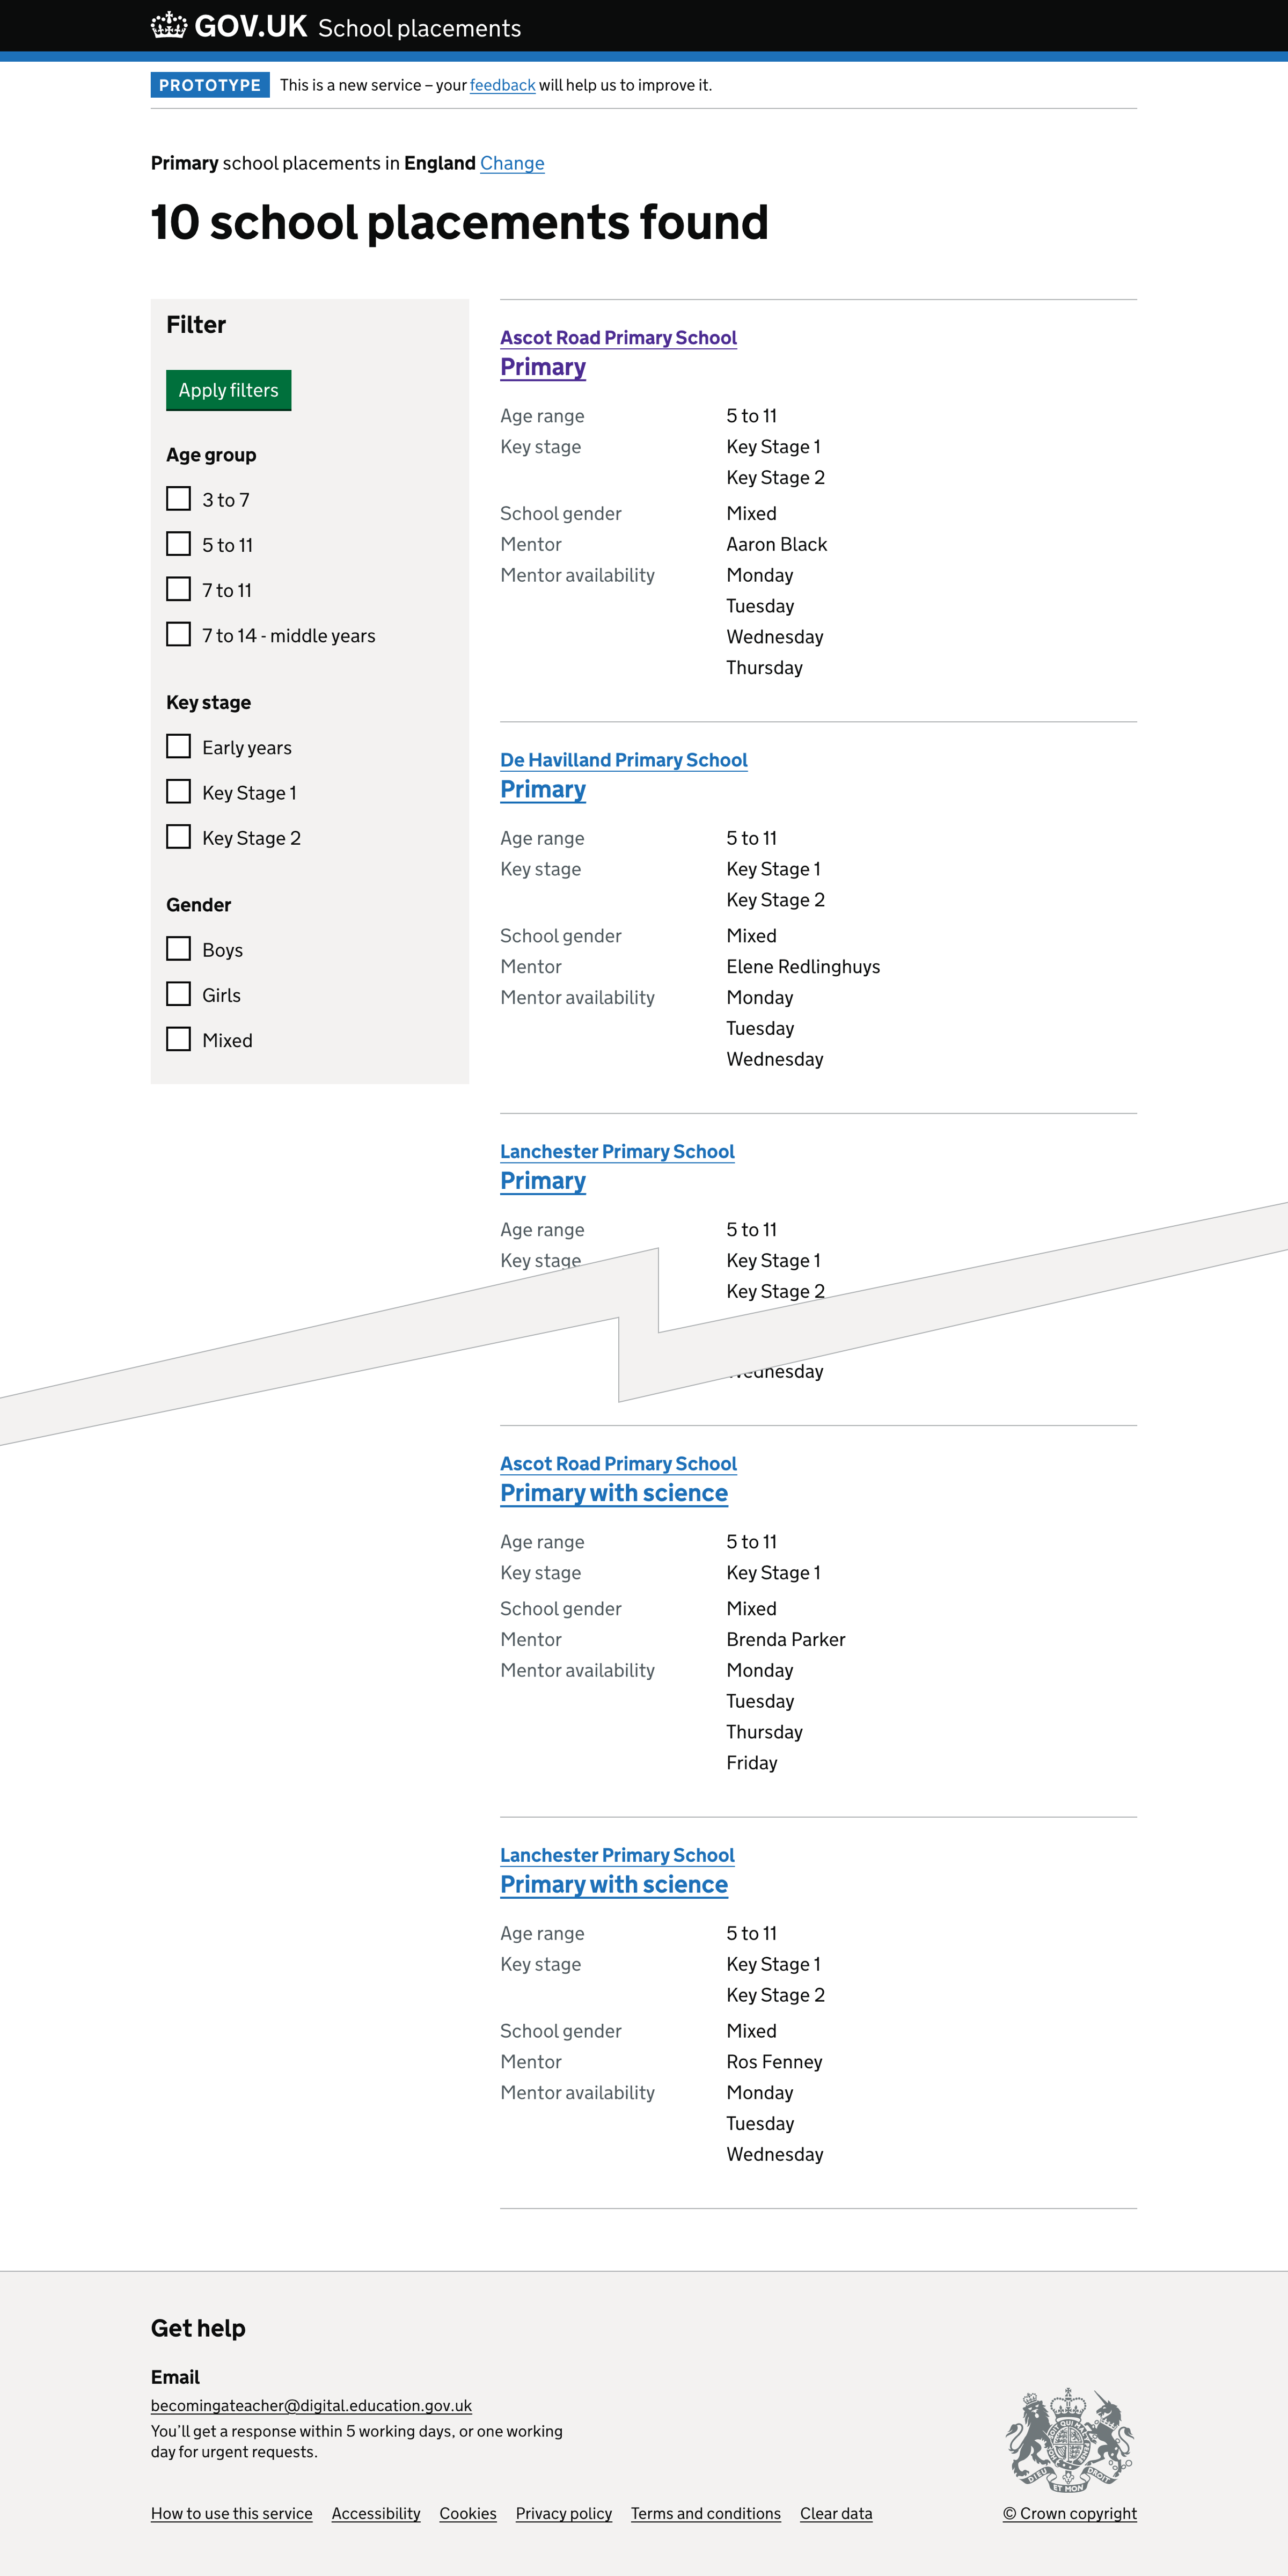 GOV.UK School placements
PROTOTYPE This is a new service – your feedback will help us to improve it.
Primary school placements in England Change
10 school placements found
Filter
Apply filters
Age group
3 to 7
5 to 11
7 to 11
7 to 14 - middle years
Key stage
Early years
Key Stage 1
Key Stage 2
Gender
Boys
Girls
Mixed
Ascot Road Primary School
Primary
Age range 5 to 11
Key stage Key Stage 1
Key Stage 2
School gender Mixed
Mentor Aaron Black
Mentor availability Monday
Tuesday
Wednesday
Thursday
De Havilland Primary School
Primary
Age range 5 to 11
Key stage Key Stage 1
Key Stage 2
School gender Mixed
Mentor Elene Redlinghuys
Mentor availability Monday
Tuesday
Wednesday
Lanchester Primary School
Primary
Age range 5 to 11
Key stage Key Stage 1
Key Stage 2
Wednesday
Ascot Road Primary School
Primary with science
Age range 5 to 11
Key stage Key Stage 1
School gender Mixed
Mentor Brenda Parker
Mentor availability Monday
Tuesday
Thursday
Friday
Lanchester Primary School
Primary with science
Age range 5 to 11
Key stage Key Stage 1
Key Stage 2
School gender Mixed
Mentor Ros Fenney
Mentor availability Monday
Tuesday
Wednesday
Get help
Email
becomingateacher@digital.education.gov.uk
You’ll get a response within 5 working days, or one working
day for urgent requests.
DIEU ET MON DROIT
How to use this service Accessibility Cookies Privacy policy Terms and conditions Clear data © Crown copyright